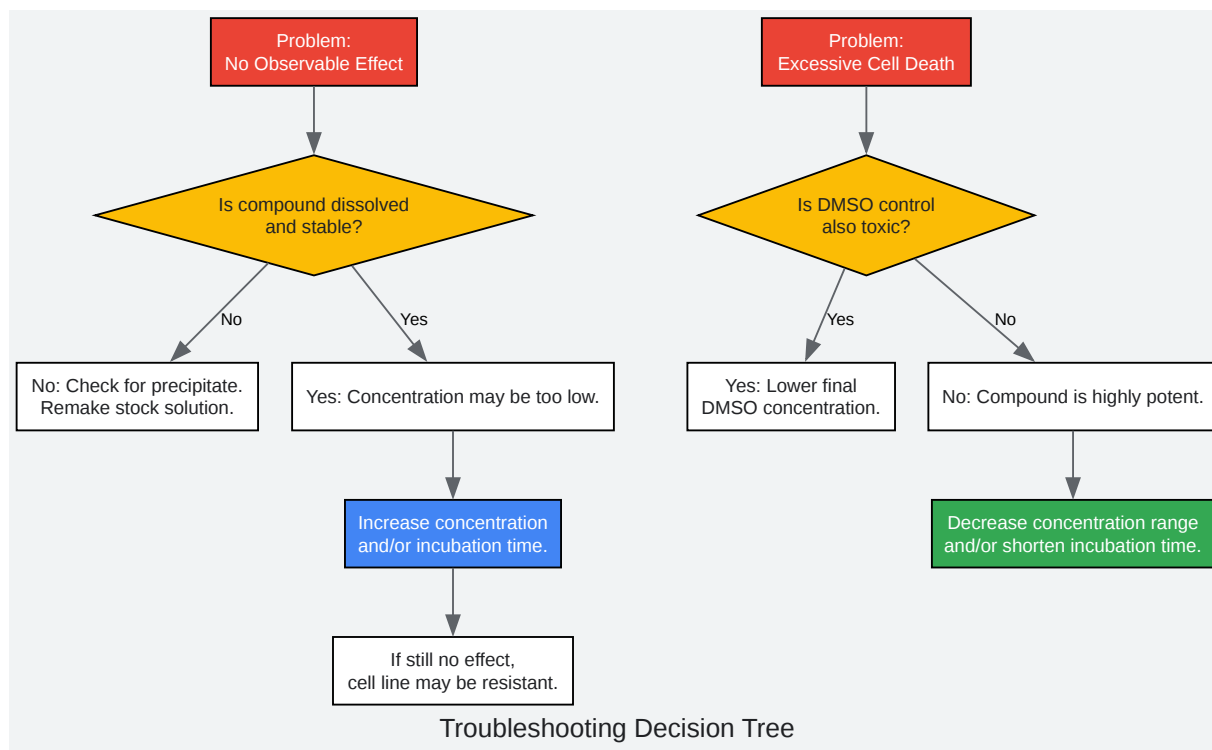 Problem:
No Observable Effect
Problem:
Excessive Cell Death
Is compound dissolved
and stable?
Is DMSO control
also toxic?
No
Yes
Yes
No
No: Check for precipitate.
Remake stock solution.
Yes: Concentration may be too low.
Yes: Lower final
DMSO concentration.
No: Compound is highly potent.
Increase concentration
and/or incubation time.
Decrease concentration range
and/or shorten incubation time.
If still no effect,
cell line may be resistant.
Troubleshooting Decision Tree